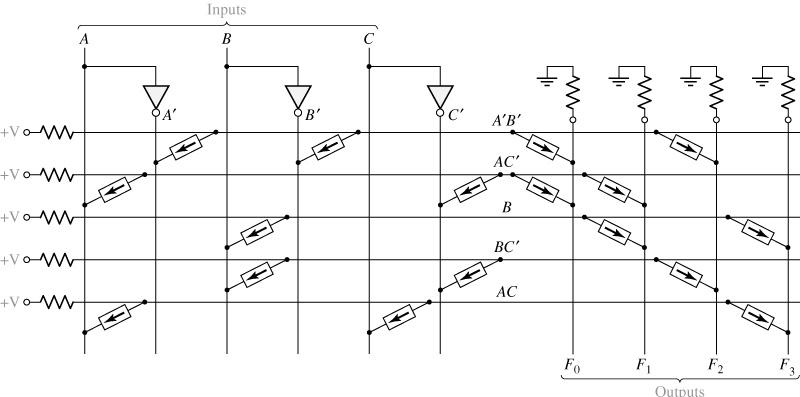 Inputs
A B C
A′ B′ C′
+V A′B′
+V AC′
+V B
+V BC′
+V AC
F0 F1 F2 F3
Outputs